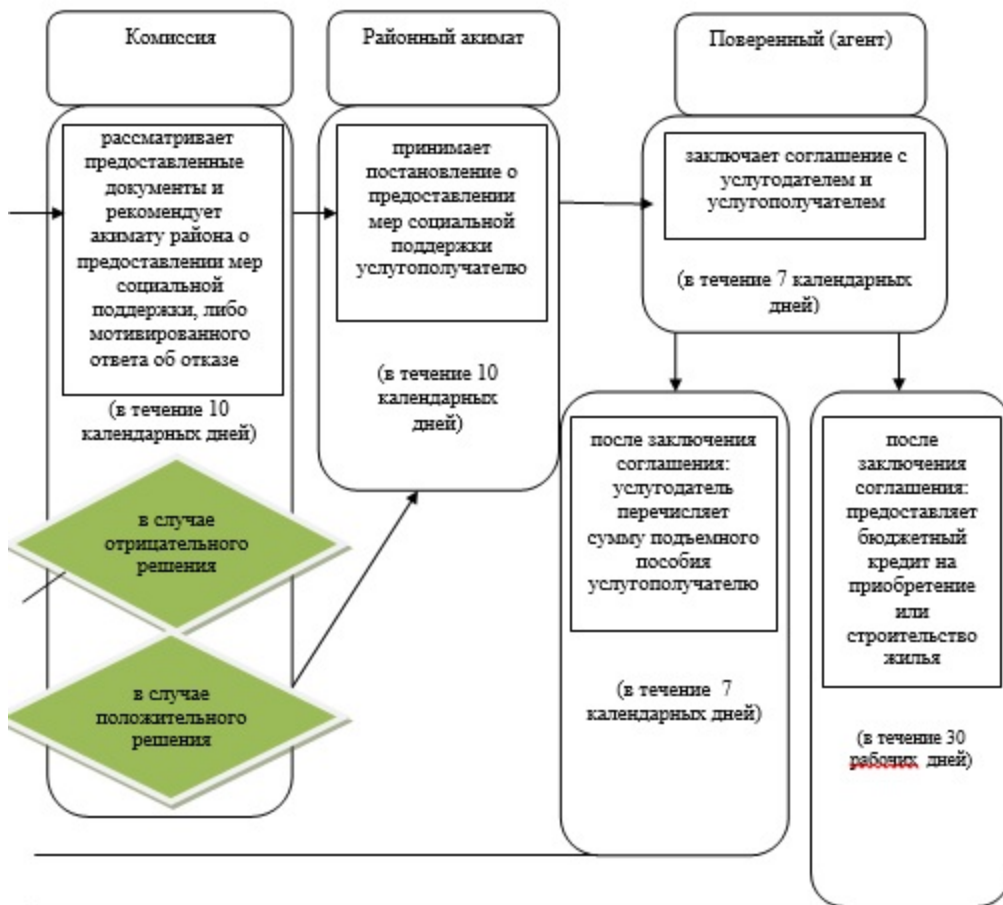 Комиссия
рассматривает
предоставленные
документы и
рекомендует
акимату района о
предоставлении мер
социальной
поддержки, либо
мотивированного
ответа об отказе
(в течение 10
календарных дней)
в случае
отрицательного
решения
в случае
положительного
решения
Районный акимат
принимает
постановление о
предоставлении
мер социальной
поддержки
услугополучателю
(в течение 10
календарных
дней)
Поверенный (агент)
заключает соглашение с
услугодателем и
услугополучателем
(в течение 7 календарных
дней)
после заключения
соглашения:
услугодатель
перечисляет
сумму подъемного
пособия
услугополучателю
(в течение 7
календарных дней)
после
заключения
соглашения:
предоставляет
бюджетный
кредит на
приобретение
или
строительство
жилья
(в течение 30
рабочих дней)